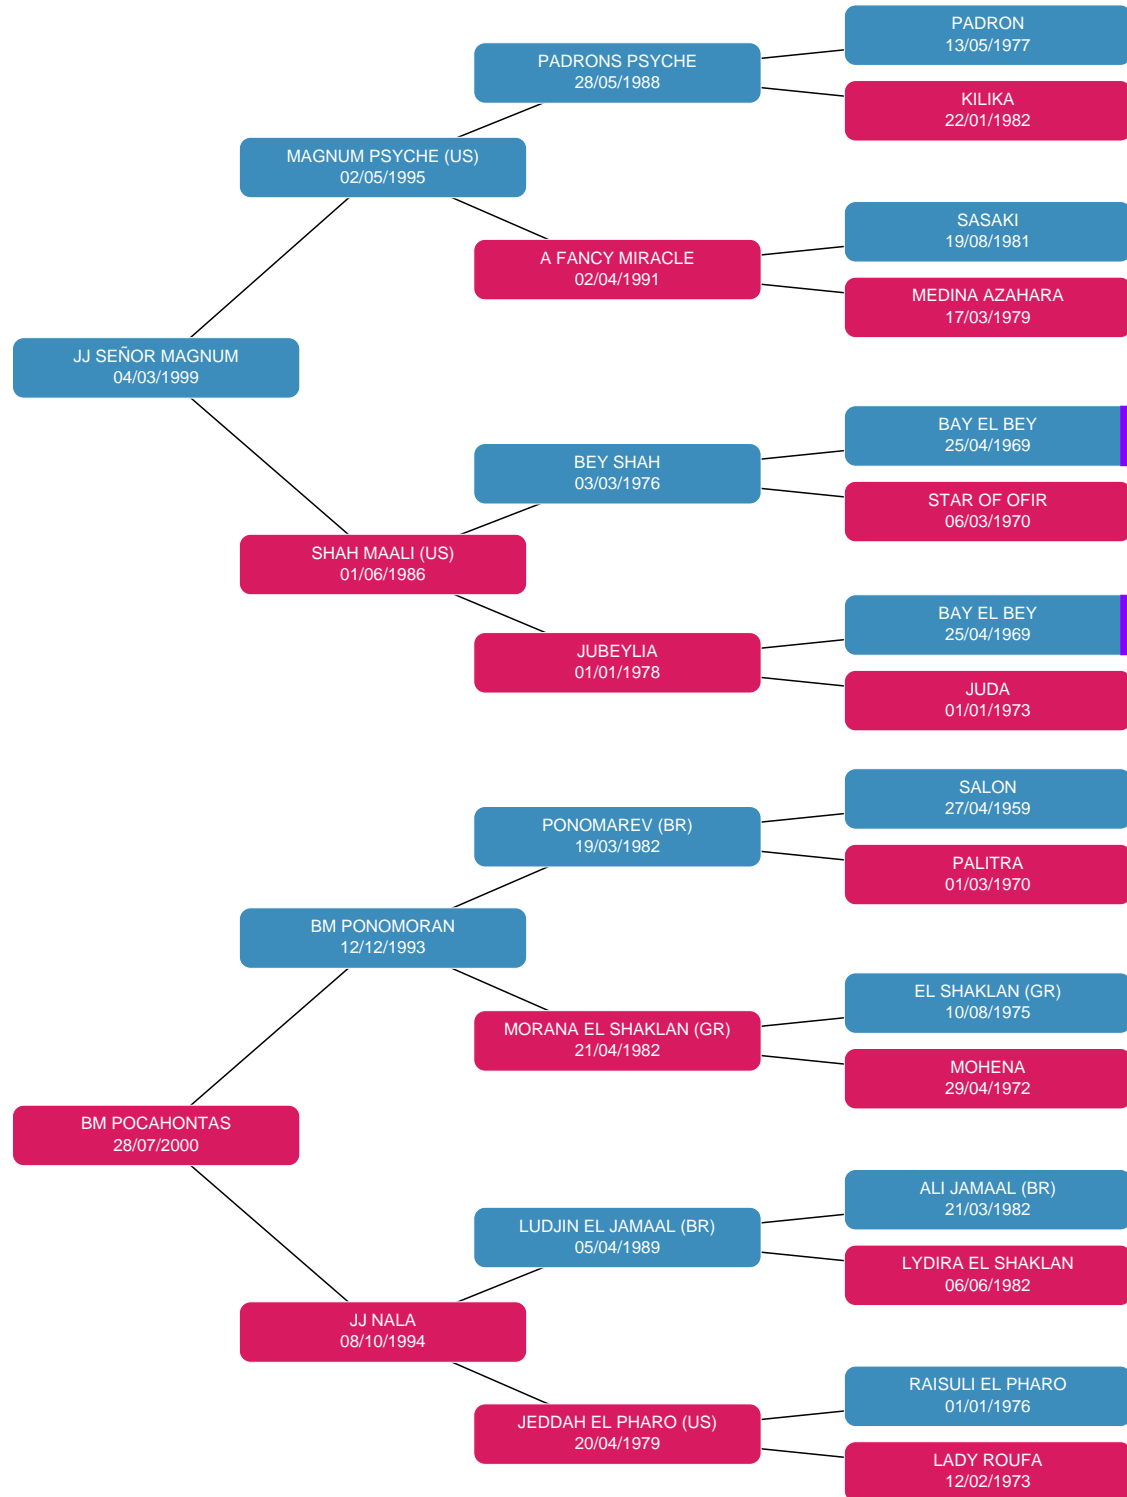 PADRON
13/05/1977
PADRONS PSYCHE
28/05/1988
KILIKA
22/01/1982
MAGNUM PSYCHE (US)
02/05/1995
SASAKI
19/08/1981
A FANCY MIRACLE
02/04/1991
MEDINA AZAHARA
17/03/1979
JJ SEÑOR MAGNUM
04/03/1999
BAY EL BEY
25/04/1969
BEY SHAH
03/03/1976
STAR OF OFIR
06/03/1970
SHAH MAALI (US)
01/06/1986
BAY EL BEY
25/04/1969
JUBEYLIA
01/01/1978
JUDA
01/01/1973
SALON
27/04/1959
PONOMAREV (BR)
19/03/1982
PALITRA
01/03/1970
BM PONOMORAN
12/12/1993
EL SHAKLAN (GR)
10/08/1975
MORANA EL SHAKLAN (GR)
21/04/1982
MOHENA
29/04/1972
BM POCAHONTAS
28/07/2000
ALI JAMAAL (BR)
21/03/1982
LUDJIN EL JAMAAL (BR)
05/04/1989
LYDIRA EL SHAKLAN
06/06/1982
JJ NALA
08/10/1994
RAISULI EL PHARO
01/01/1976
JEDDAH EL PHARO (US)
20/04/1979
LADY ROUFA
12/02/1973